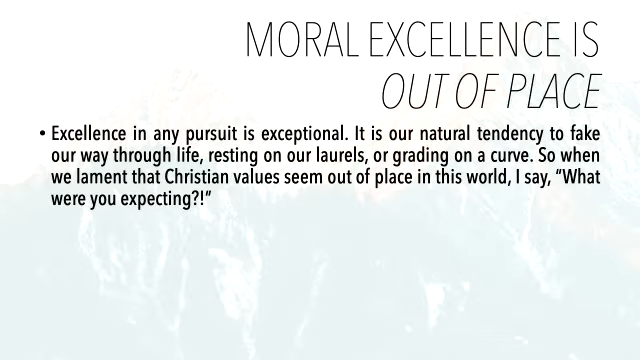 MORAL EXCELLENCE IS
OUT OF PLACE
• Excellence in any pursuit is exceptional. It is our natural tendency to fake
our way through life, resting on our laurels, or grading on a curve. So when
we lament that Christian values seem out of place in this world, I say, “What
were you expecting?!”